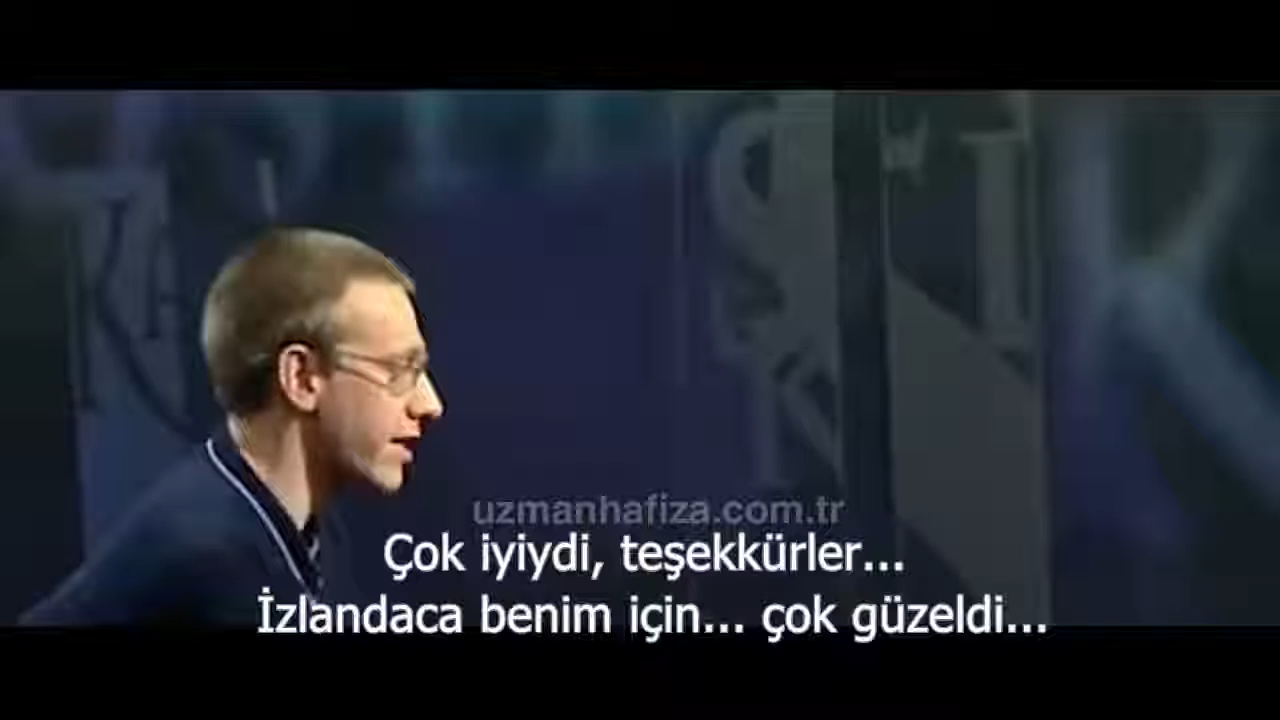 uzmanhafiza.com.tr
Çok iyiydi, teşekkürler...
İzlandaca benim için... çok güzeldi...